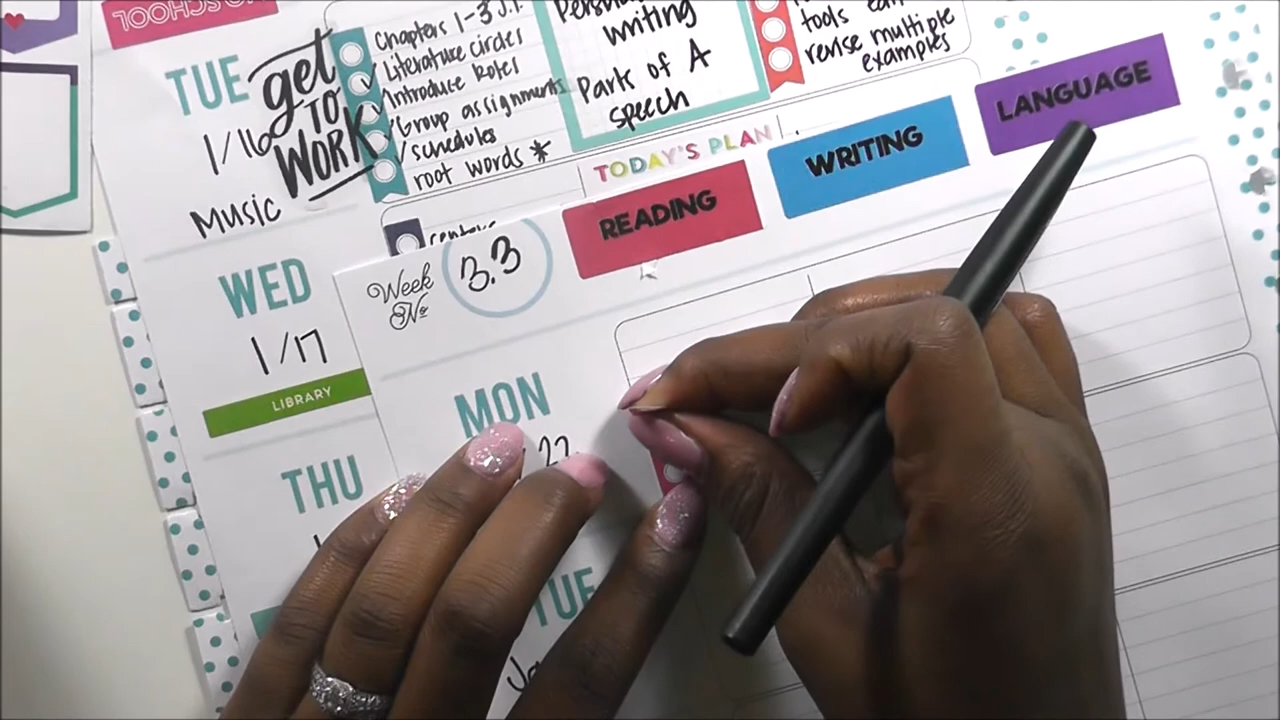 TUE
1/16
Music
get
TO
WORK
Chapters 1-3 J.T.
Literature circles
Introduce Roles
Group assignments
/schedules
root words *
writing
Parts of A
speech
revise multiple
examples
TODAY'S PLAN
READING
WRITING
LANGUAGE
centers
Week
No
3.3
WED
1/17
LIBRARY
MON
22
THU
TUE